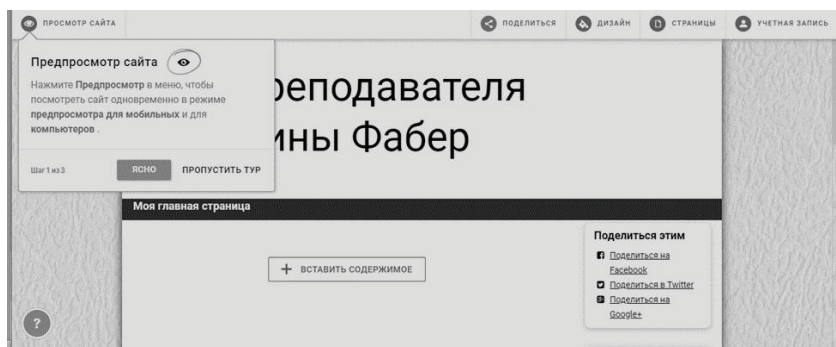 ПРОСМОТР САЙТА
ПОДЕЛИТЬСЯ
ДИЗАЙН
СТРАНИЦЫ
УЧЕТНАЯ ЗАПИСЬ
Предпросмотр сайта
Нажмите Предпросмотр в меню, чтобы
посмотреть сайт одновременно в режиме
предпросмотра для мобильных и для
компьютеров .
Шаг 1 из 3
ЯСНО
ПРОПУСТИТЬ ТУР
реподавателя
ины Фабер
Моя главная страница
ВСТАВИТЬ СОДЕРЖИМОЕ
Поделиться этим
Поделиться на
Facebook
Поделиться в Twitter
Поделиться на
Google+
?